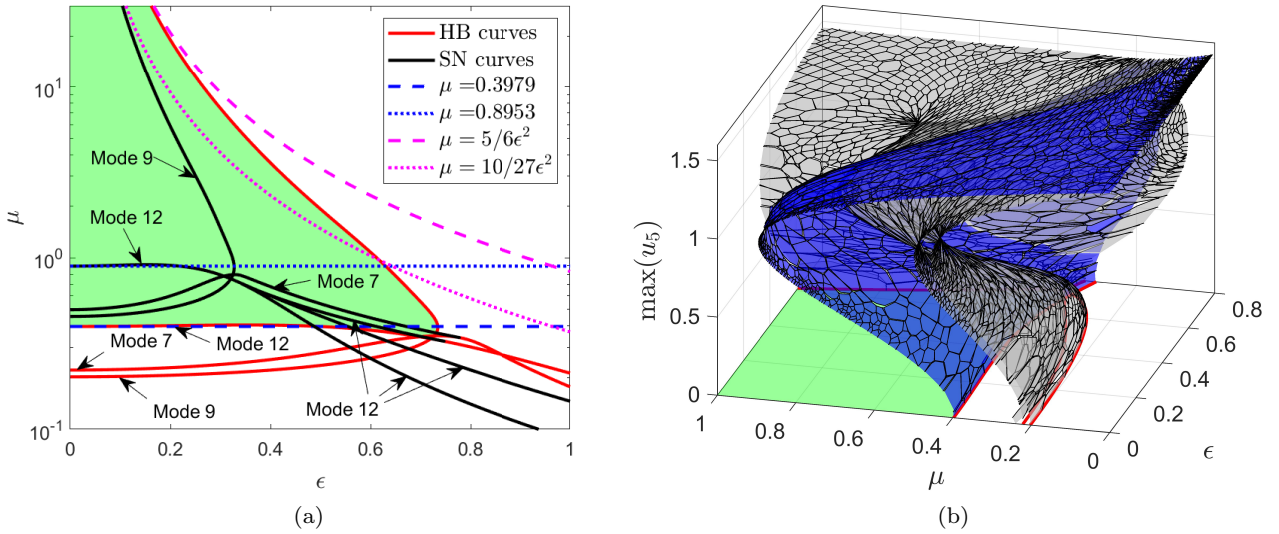 HB curves
SN curves
μ =0.3979
μ =0.8953
μ = 5/6ϵ²
μ = 10/27ϵ²
10¹
10⁰
10⁻¹
μ
Mode 9
Mode 12
Mode 7
Mode 7
Mode 12
Mode 9
Mode 12
0
0.2
0.4
0.6
0.8
1
ϵ
(a)
max(u₅)
1.5
1
0.5
0
1
0.8
0.6
0.4
0.2
0
μ
0
0.2
0.4
0.6
0.8
ϵ
(b)